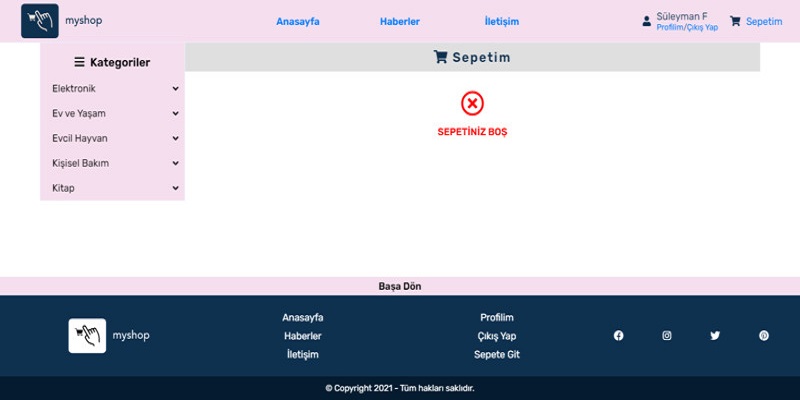 myshop
Anasayfa
Haberler
İletişim
Süleyman F
Profilim/Çıkış Yap
Sepetim
Kategoriler
Elektronik
Ev ve Yaşam
Evcil Hayvan
Kişisel Bakım
Kitap
Sepetim
SEPETİNİZ BOŞ
Başa Dön
myshop
Anasayfa
Haberler
İletişim
Profilim
Çıkış Yap
Sepete Git
© Copyright 2021 - Tüm hakları saklıdır.